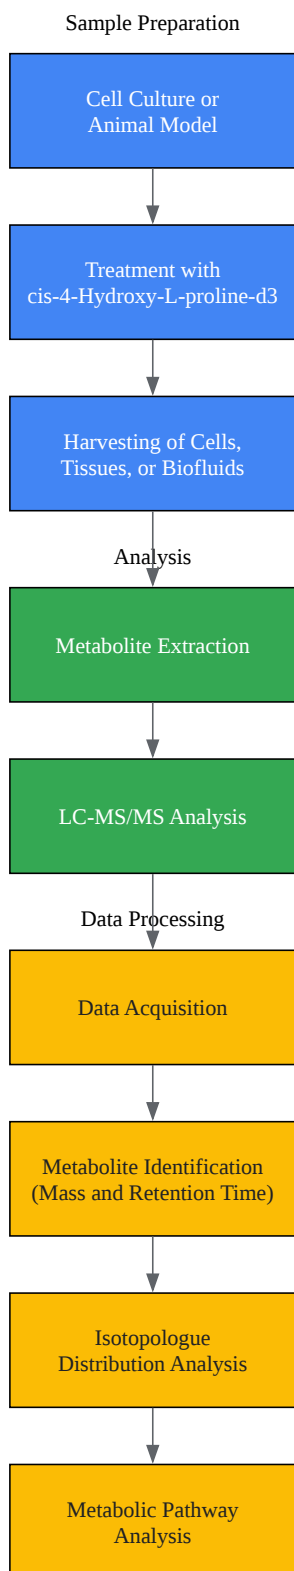 Sample Preparation
Cell Culture or
Animal Model
Treatment with
cis-4-Hydroxy-L-proline-d3
Harvesting of Cells,
Tissues, or Biofluids
Analysis
Metabolite Extraction
LC-MS/MS Analysis
Data Processing
Data Acquisition
Metabolite Identification
(Mass and Retention Time)
Isotopologue
Distribution Analysis
Metabolic Pathway
Analysis